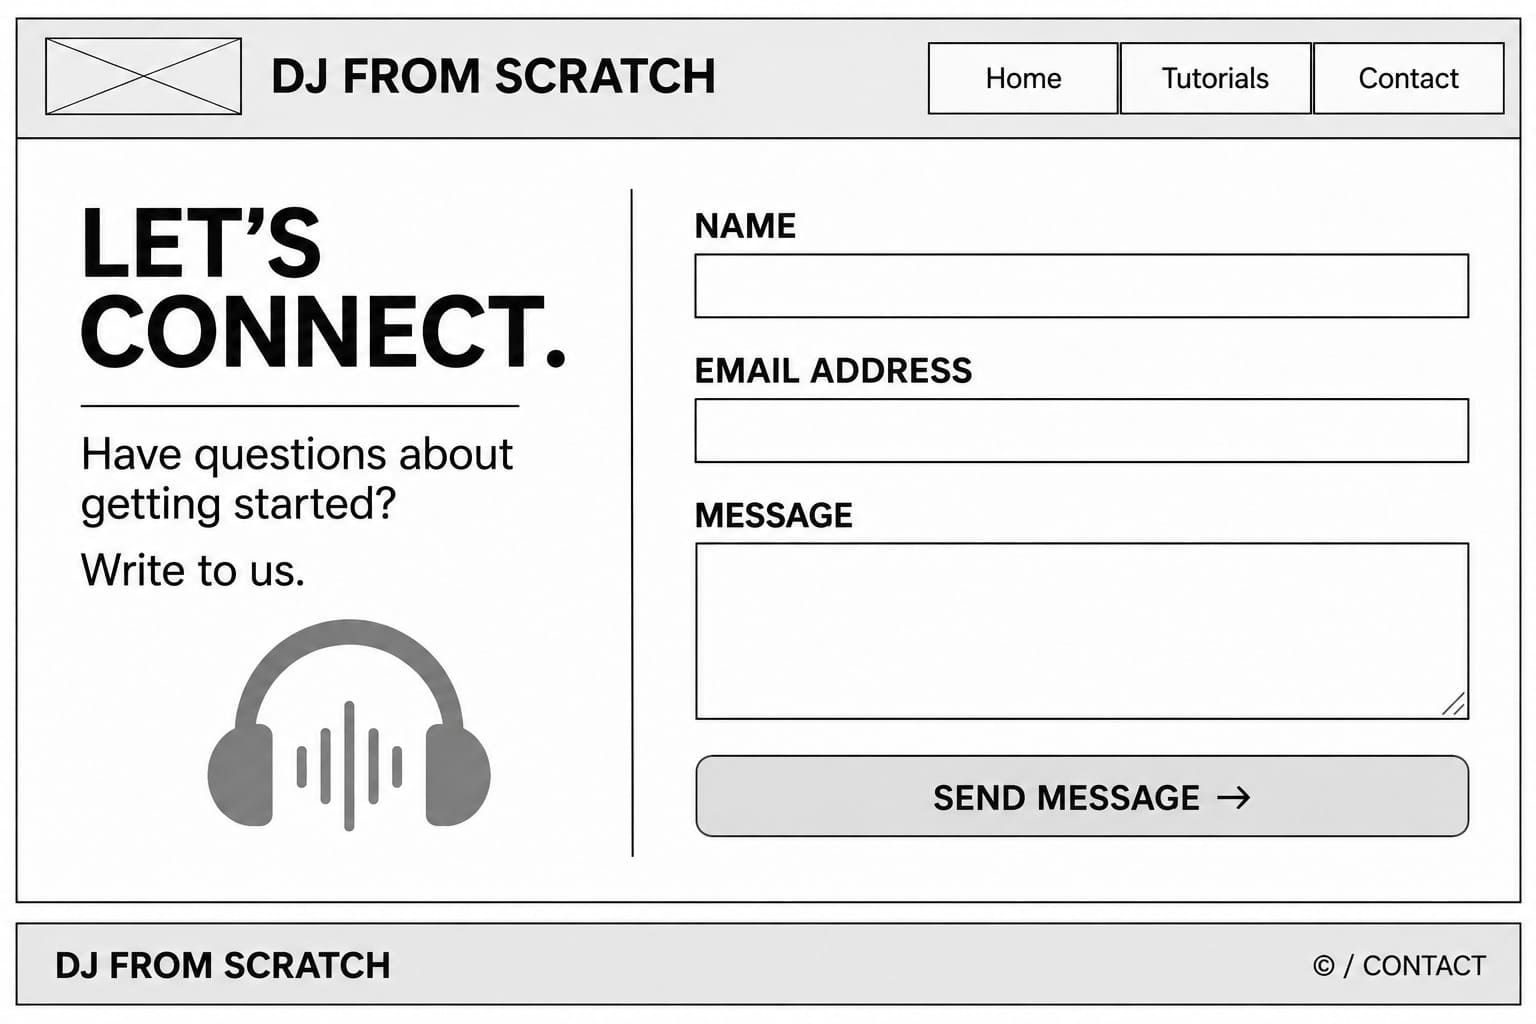 DJ FROM SCRATCH
Home
Tutorials
Contact
LET’S
CONNECT.
Have questions about
getting started?
Write to us.
NAME
EMAIL ADDRESS
MESSAGE
SEND MESSAGE →
DJ FROM SCRATCH
© / CONTACT